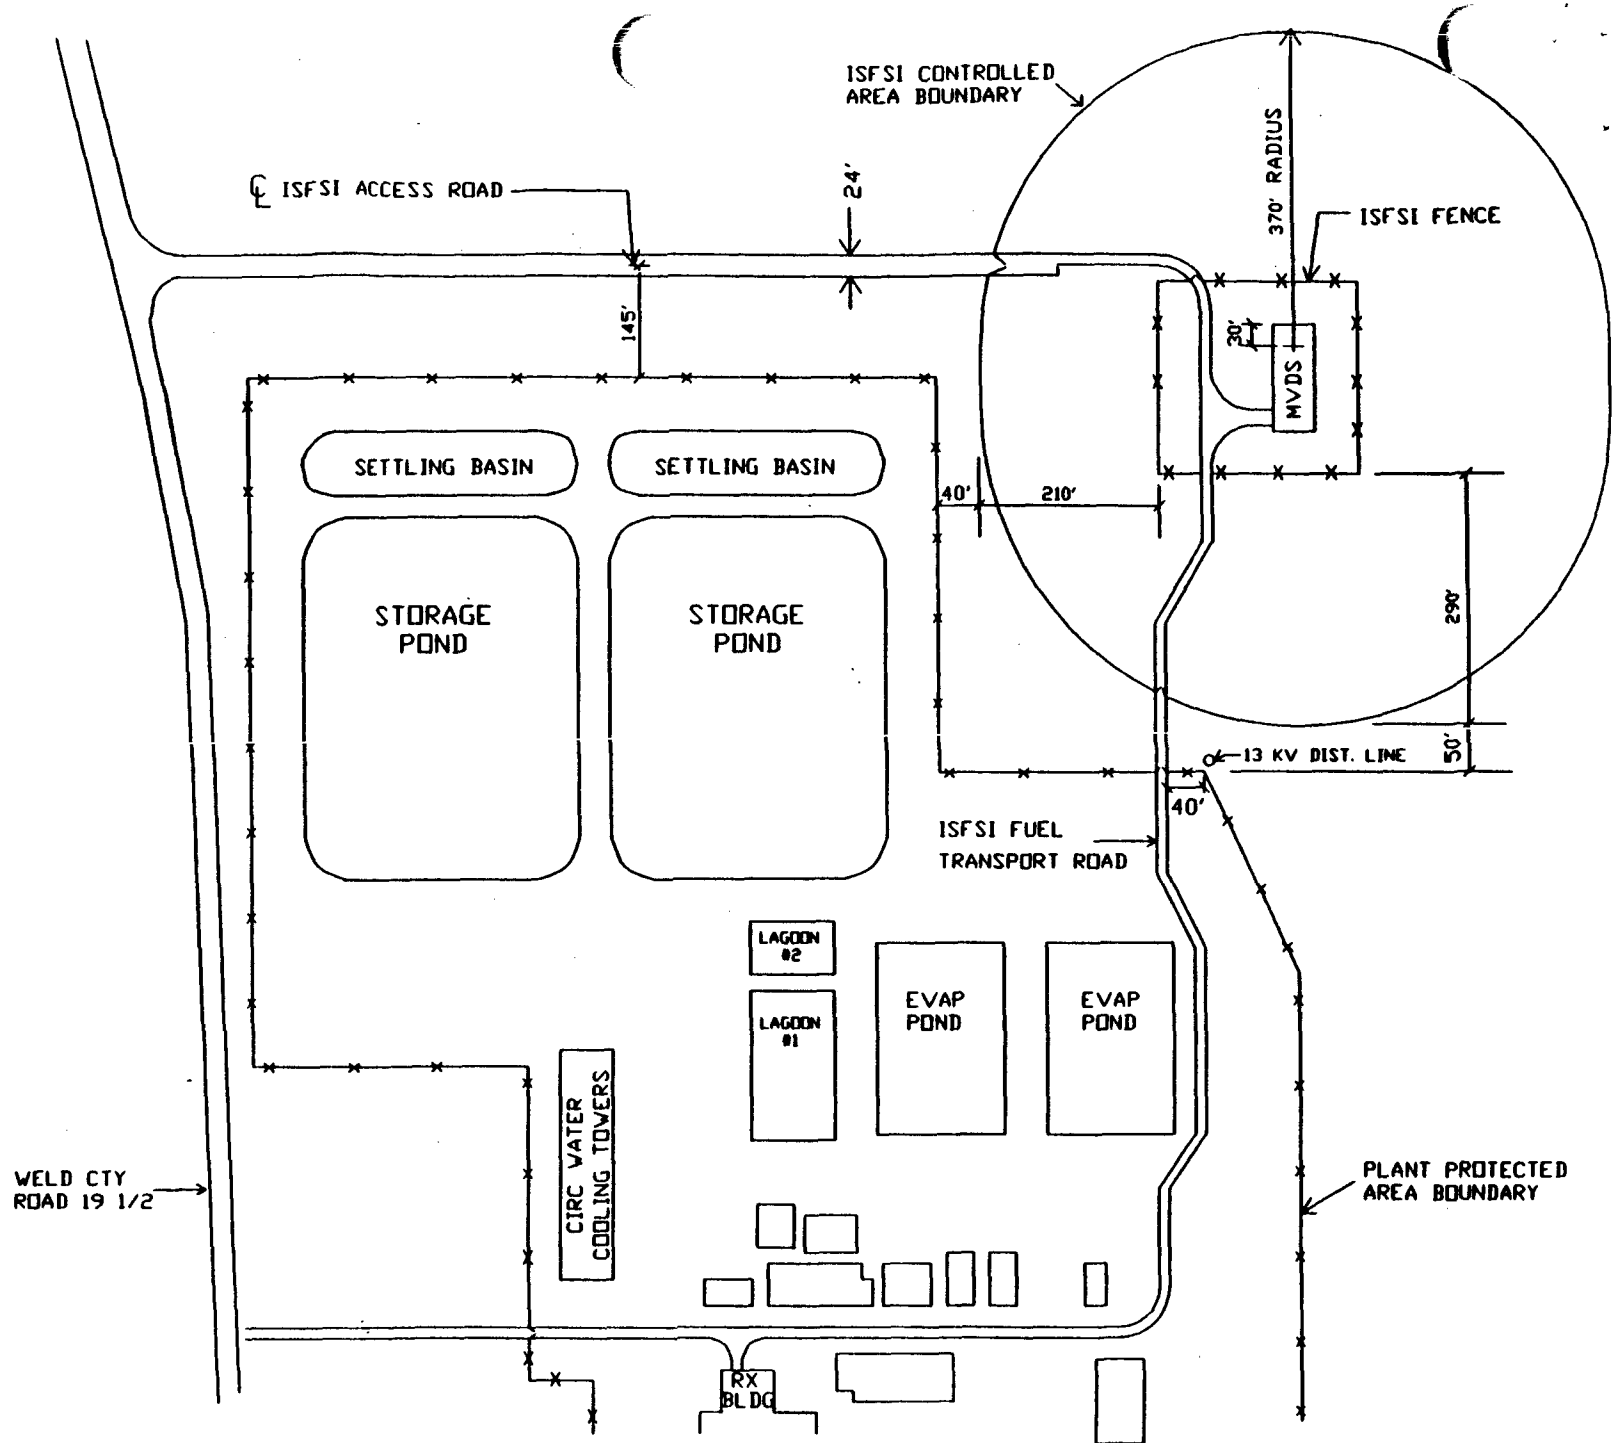 ISFSI CONTROLLED
AREA BOUNDARY
℄ ISFSI ACCESS ROAD
24'
370' RADIUS
ISFSI FENCE
145'
30'
MVDS
SETTLING BASIN
SETTLING BASIN
40'
210'
STORAGE
POND
STORAGE
POND
290'
50'
13 KV DIST. LINE
40'
ISFSI FUEL
TRANSPORT ROAD
LAGOON
#2
LAGOON
#1
EVAP
POND
EVAP
POND
CIRC WATER
COOLING TOWERS
WELD CTY
ROAD 19 1/2
PLANT PROTECTED
AREA BOUNDARY
RX
BLDG